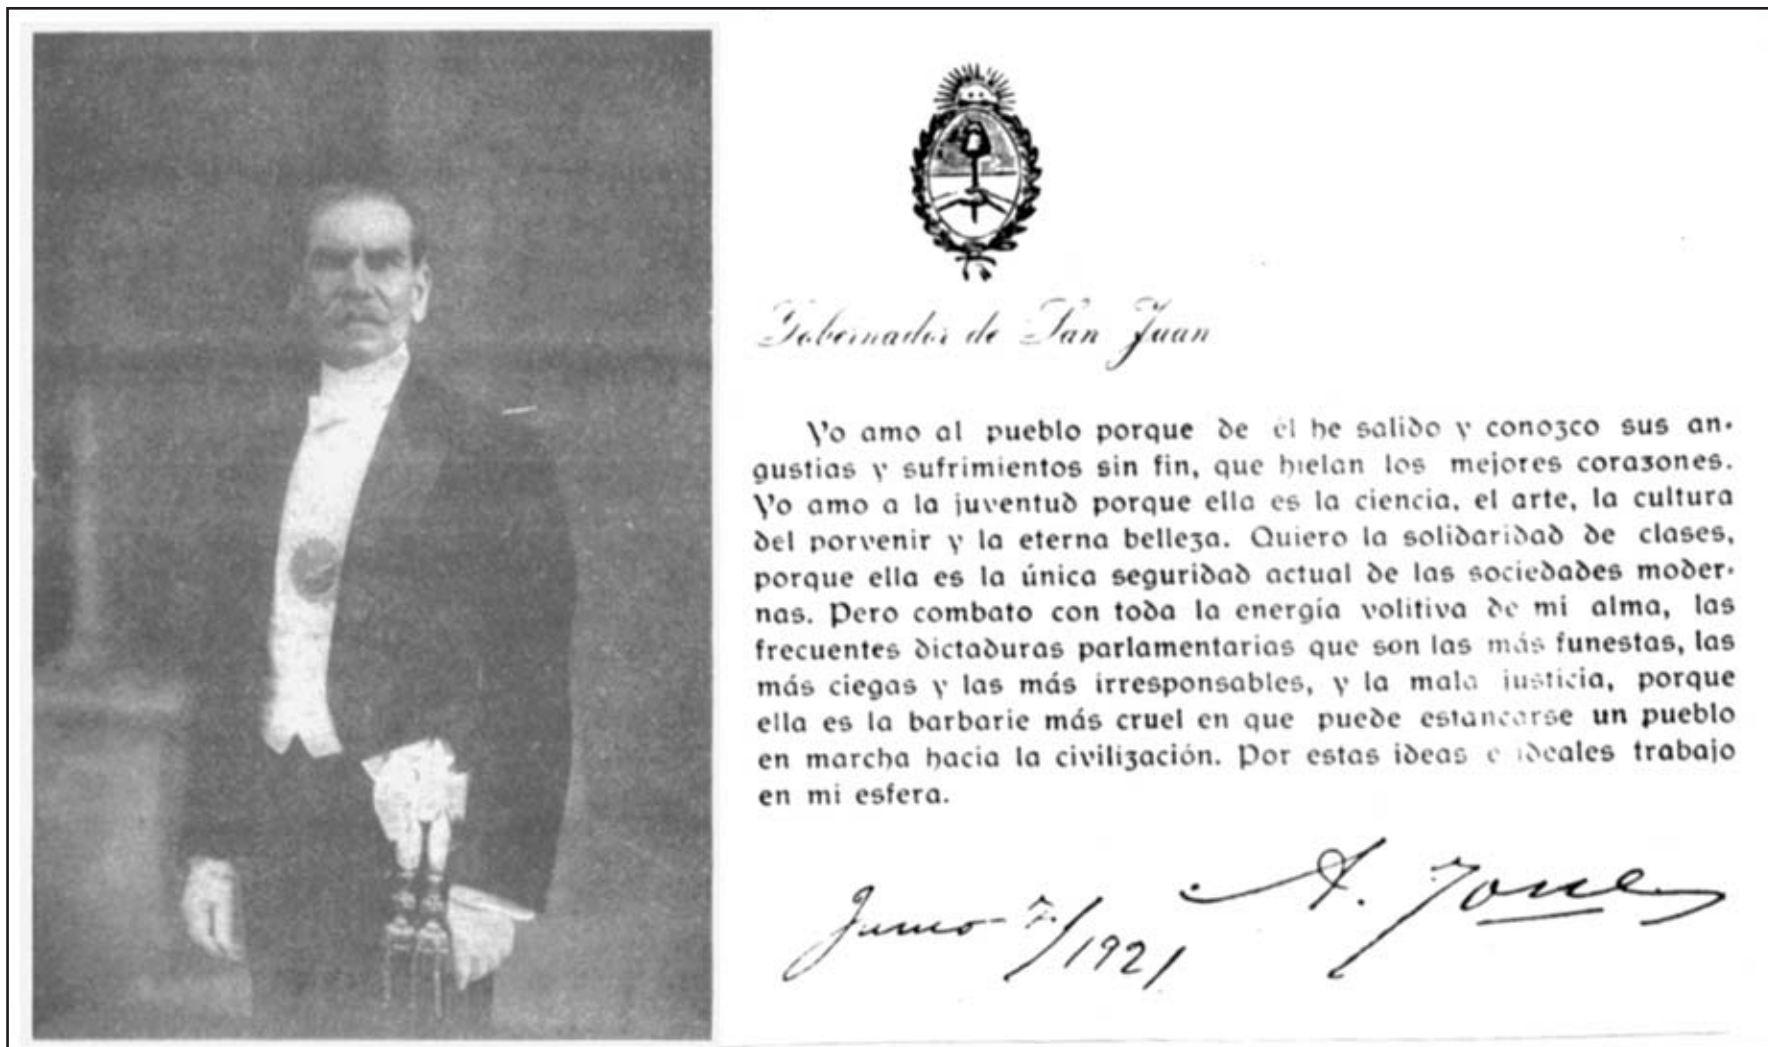 Gobernador de San Juan
Yo amo al pueblo porque de él he salido y conozco sus an-
gustias y sufrimientos sin fin, que hielan los mejores corazones.
Yo amo a la juventud porque ella es la ciencia, el arte, la cultura
del porvenir y la eterna belleza. Quiero la solidaridad de clases,
porque ella es la única seguridad actual de las sociedades moder-
nas. Pero combato con toda la energía volitiva de mi alma, las
frecuentes dictaduras parlamentarias que son las más funestas, las
más ciegas y las más irresponsables, y la mala justicia, porque
ella es la barbarie más cruel en que puede estancarse un pueblo
en marcha hacia la civilización. Por estas ideas e ideales trabajo
en mi esfera.
Junio-7/1921 A. Jones